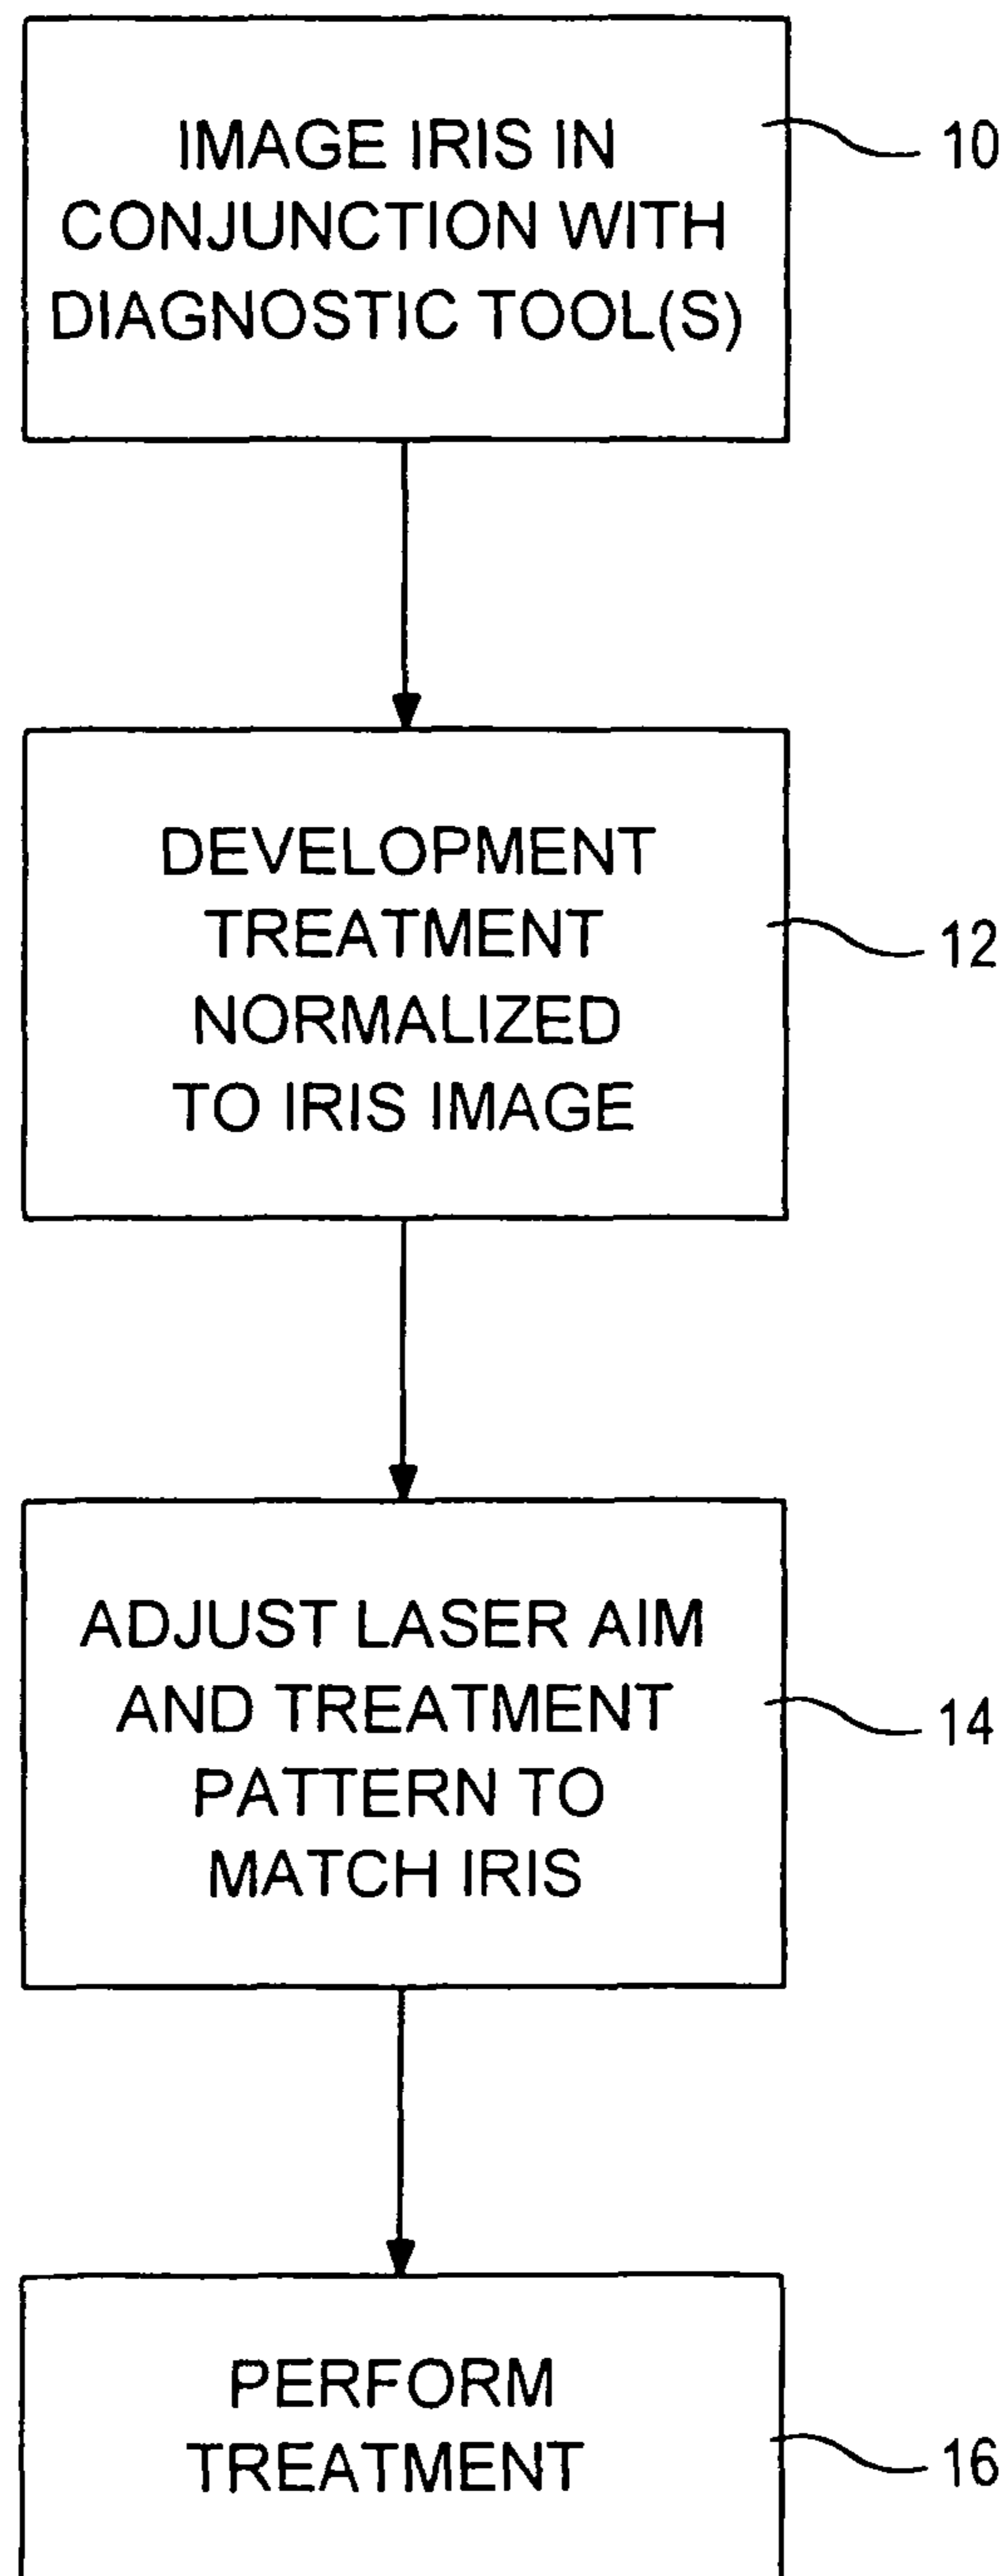 IMAGE IRIS IN
CONJUNCTION WITH
DIAGNOSTIC TOOL(S)
10
DEVELOPMENT
TREATMENT
NORMALIZED
TO IRIS IMAGE
12
ADJUST LASER AIM
AND TREATMENT
PATTERN TO
MATCH IRIS
14
PERFORM
TREATMENT
16